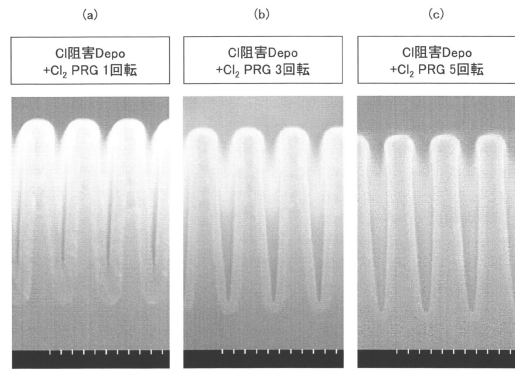 (a)
Cl阻害Depo
+Cl₂ PRG 1回転
(b)
Cl阻害Depo
+Cl₂ PRG 3回転
(c)
Cl阻害Depo
+Cl₂ PRG 5回転